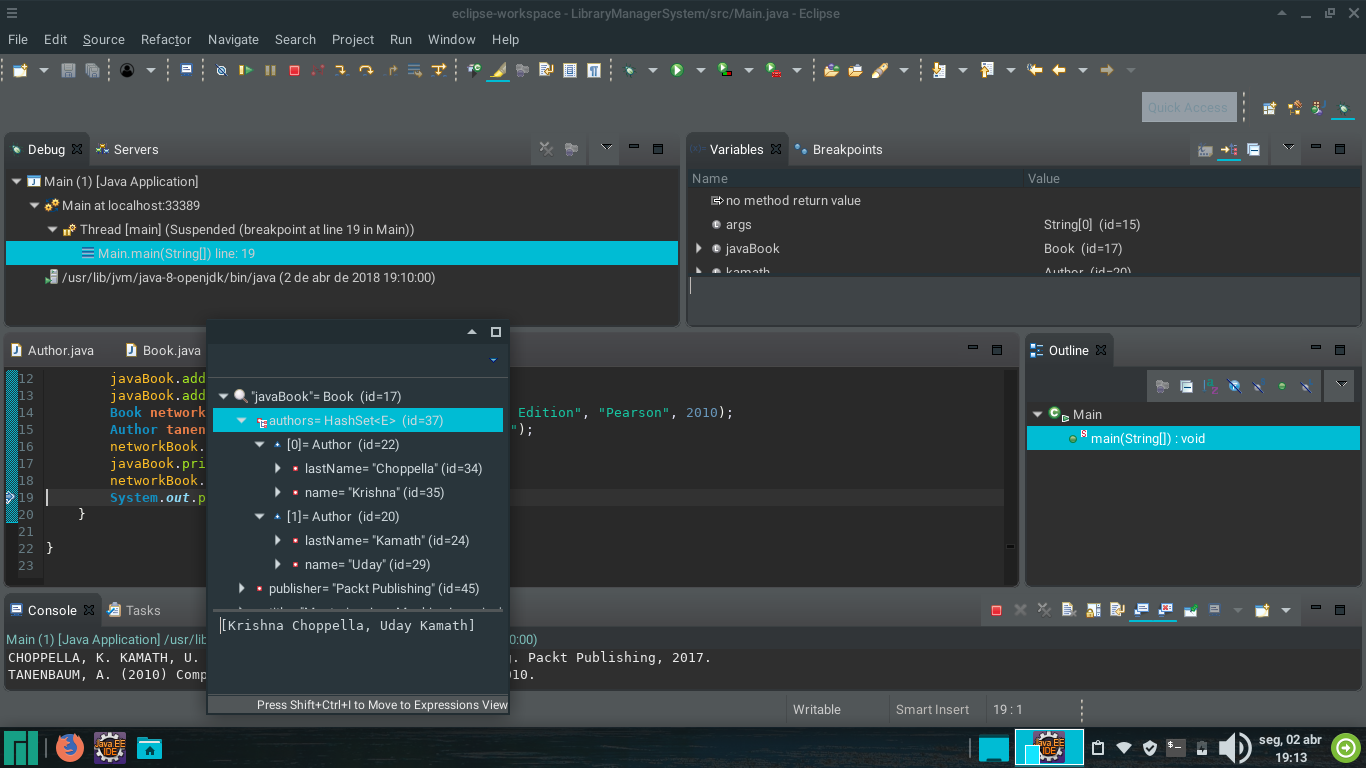 eclipse-workspace - LibraryManagerSystem/src/Main.java - Eclipse
File Edit Source Refactor Navigate Search Project Run Window Help
Quick Access
Debug Servers
Main (1) [Java Application]
Main at localhost:33389
Thread [main] (Suspended (breakpoint at line 19 in Main))
Main.main(String[]) line: 19
/usr/lib/jvm/java-8-openjdk/bin/java (2 de abr de 2018 19:10:00)
Variables Breakpoints
Name Value
no method return value
args String[0] (id=15)
javaBook Book (id=17)
kamath Author (id=20)
Author.java Book.java
12 javaBook.add
13 javaBook.add
14 Book network Edition", "Pearson", 2010);
15 Author tanen ");
16 networkBook.
17 javaBook.pri
18 networkBook.
19 System.out.p
20 }
21
22 }
23
"javaBook"= Book (id=17)
authors= HashSet<E> (id=37)
[0]= Author (id=22)
lastName= "Choppella" (id=34)
name= "Krishna" (id=35)
[1]= Author (id=20)
lastName= "Kamath" (id=24)
name= "Uday" (id=29)
publisher= "Packt Publishing" (id=45)
[Krishna Choppella, Uday Kamath]
Press Shift+Ctrl+I to Move to Expressions View
Outline
Main
main(String[]) : void
Console Tasks
Main (1) [Java Application] /usr/lib 0:00)
CHOPPELLA, K. KAMATH, U. g. Packt Publishing, 2017.
TANENBAUM, A. (2010) Comp 10.
Writable Smart Insert 19 : 1
Java EE IDE
Java EE IDE
seg, 02 abr
19:13